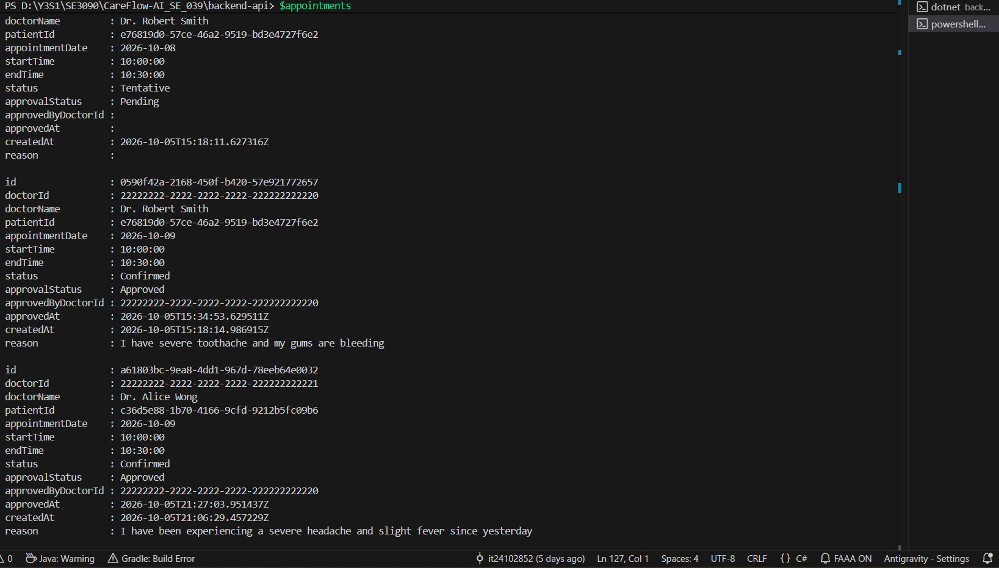 PS D:\Y3S1\SE3090\CareFlow-AI_SE_039\backend-api> $appointments
doctorName : Dr. Robert Smith
patientId : e76819d0-57ce-46a2-9519-bd3e4727f6e2
appointmentDate : 2026-10-08
startTime : 10:00:00
endTime : 10:30:00
status : Tentative
approvalStatus : Pending
approvedByDoctorId :
approvedAt :
createdAt : 2026-10-05T15:18:11.627316Z
reason :
id : 0590f42a-2168-450f-b420-57e921772657
doctorId : 22222222-2222-2222-2222-222222222220
doctorName : Dr. Robert Smith
patientId : e76819d0-57ce-46a2-9519-bd3e4727f6e2
appointmentDate : 2026-10-09
startTime : 10:00:00
endTime : 10:30:00
status : Confirmed
approvalStatus : Approved
approvedByDoctorId : 22222222-2222-2222-2222-222222222220
approvedAt : 2026-10-05T15:34:53.629511Z
createdAt : 2026-10-05T15:18:14.986915Z
reason : I have severe toothache and my gums are bleeding
id : a61803bc-9ea8-4dd1-967d-78eeb64e0032
doctorId : 22222222-2222-2222-2222-222222222221
doctorName : Dr. Alice Wong
patientId : c36d5e88-1b70-4166-9cfd-9212b5fc09b6
appointmentDate : 2026-10-09
startTime : 10:00:00
endTime : 10:30:00
status : Confirmed
approvalStatus : Approved
approvedByDoctorId : 22222222-2222-2222-2222-222222222220
approvedAt : 2026-10-05T21:27:03.951437Z
createdAt : 2026-10-05T21:06:29.457229Z
reason : I have been experiencing a severe headache and slight fever since yesterday
dotnet back...
powershell...
0 Java: Warning Gradle: Build Error it24102852 (5 days ago) Ln 127, Col 1 Spaces: 4 UTF-8 CRLF {} C# FAAA ON Antigravity - Settings